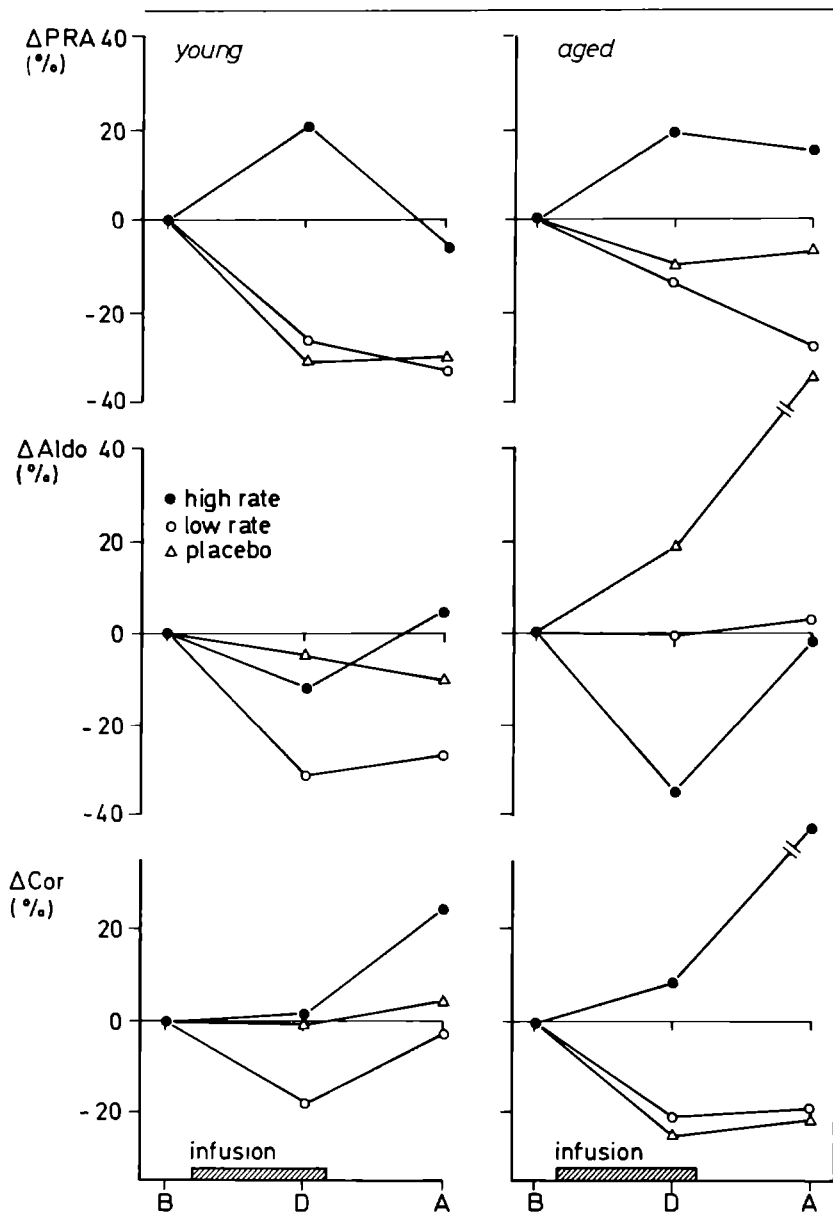 ΔPRA 40
(%)
young
aged
20
0
-20
-40
ΔAldo 40
(%)
● high rate
○ low rate
△ placebo
20
0
-20
-40
ΔCor
(%)
20
0
-20
infusion
infusion
B D A
B D A